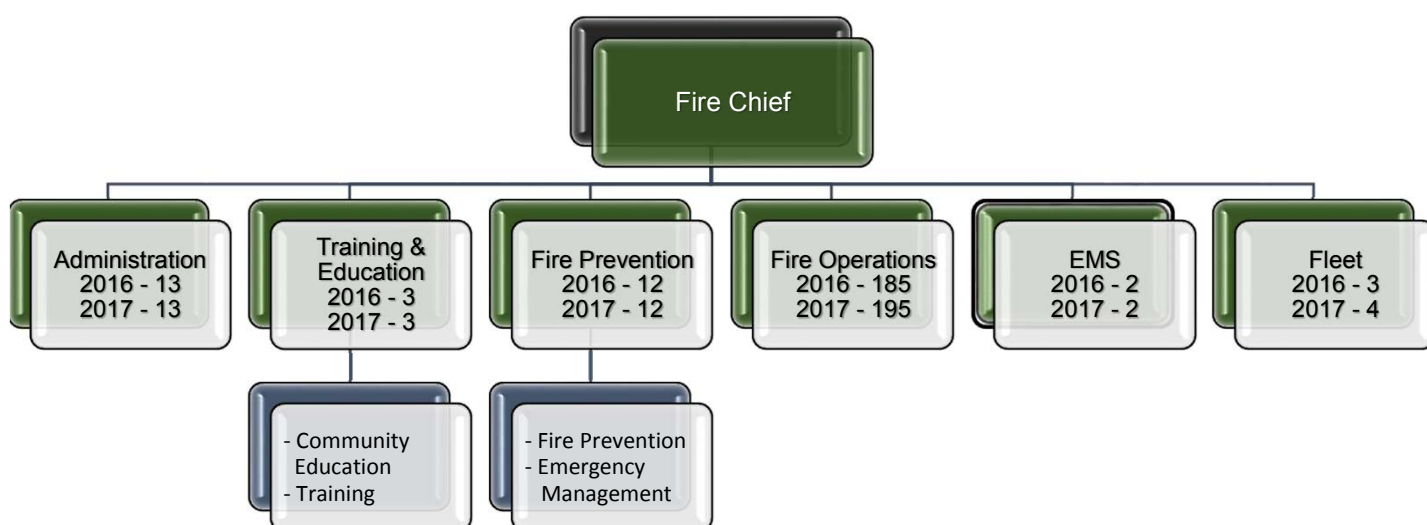 Fire Chief
Administration
2016 - 13
2017 - 13
Training &
Education
2016 - 3
2017 - 3
Fire Prevention
2016 - 12
2017 - 12
Fire Operations
2016 - 185
2017 - 195
EMS
2016 - 2
2017 - 2
Fleet
2016 - 3
2017 - 4
- Community
Education
- Training
- Fire Prevention
- Emergency
Management